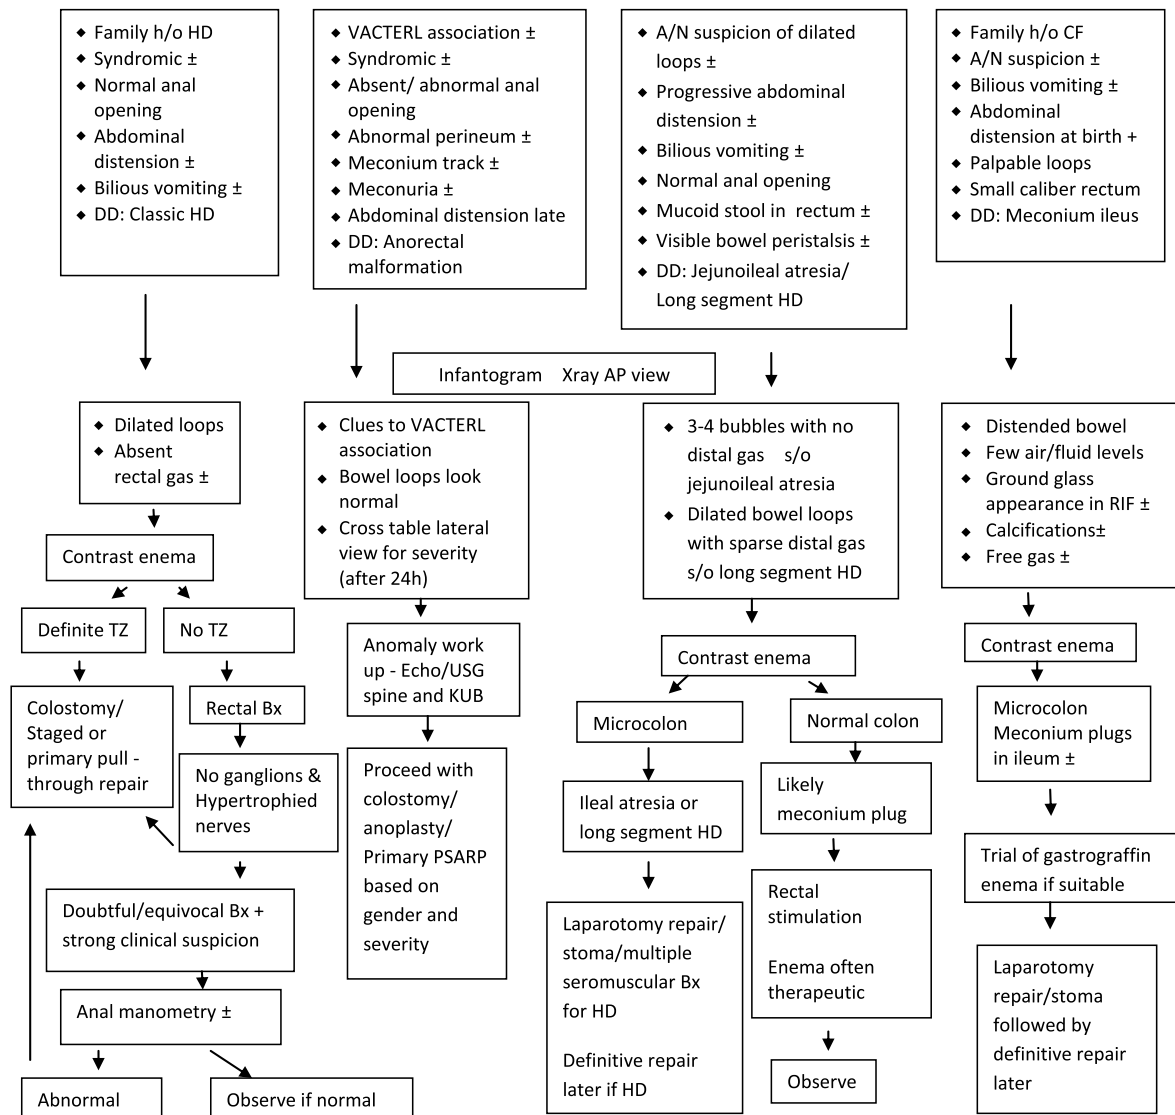 ◆ Family h/o HD
◆ Syndromic ±
◆ Normal anal
opening
◆ Abdominal
distension ±
◆ Bilious vomiting ±
◆ DD: Classic HD
◆ VACTERL association ±
◆ Syndromic ±
◆ Absent/ abnormal anal
opening
◆ Abnormal perineum ±
◆ Meconium track ±
◆ Meconuria ±
◆ Abdominal distension late
◆ DD: Anorectal
malformation
◆ A/N suspicion of dilated
loops ±
◆ Progressive abdominal
distension ±
◆ Bilious vomiting ±
◆ Normal anal opening
◆ Mucoid stool in rectum ±
◆ Visible bowel peristalsis ±
◆ DD: Jejunoileal atresia/
Long segment HD
◆ Family h/o CF
◆ A/N suspicion ±
◆ Bilious vomiting ±
◆ Abdominal
distension at birth +
◆ Palpable loops
◆ Small caliber rectum
◆ DD: Meconium ileus
Infantogram Xray AP view
◆ Dilated loops
◆ Absent
rectal gas ±
Contrast enema
Definite TZ
No TZ
Colostomy/
Staged or
primary pull -
through repair
Rectal Bx
No ganglions &
Hypertrophied
nerves
Doubtful/equivocal Bx +
strong clinical suspicion
Anal manometry ±
Abnormal
Observe if normal
◆ Clues to VACTERL
association
◆ Bowel loops look
normal
◆ Cross table lateral
view for severity
(after 24h)
Anomaly work
up - Echo/USG
spine and KUB
Proceed with
colostomy/
anoplasty/
Primary PSARP
based on
gender and
severity
◆ 3-4 bubbles with no
distal gas s/o
jejunoileal atresia
◆ Dilated bowel loops
with sparse distal gas
s/o long segment HD
Contrast enema
Microcolon
Normal colon
Ileal atresia or
long segment HD
Likely
meconium plug
Laparotomy repair/
stoma/multiple
seromuscular Bx
for HD
Definitive repair
later if HD
Rectal
stimulation
Enema often
therapeutic
Observe
◆ Distended bowel
◆ Few air/fluid levels
◆ Ground glass
appearance in RIF ±
◆ Calcifications±
◆ Free gas ±
Contrast enema
Microcolon
Meconium plugs
in ileum ±
Trial of gastrograffin
enema if suitable
Laparotomy
repair/stoma
followed by
definitive repair
later